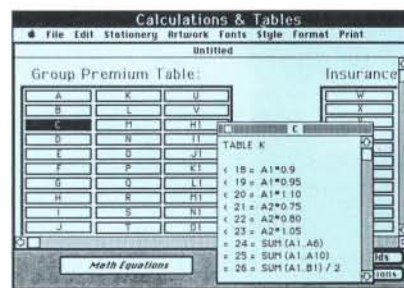 Calculations & Tables
File Edit Stationery Artwork Fonts Style Format Print
Untitled
Group Premium Table: Insurance
A K U W
B L V X
C M H1
D N I1
E O J1
F P K1
G Q L1
H R M1
I S N1
J T O1
C
TABLE K
< 18 = A1*0.9
< 19 = A1*0.95
< 20 = A1*1.10
< 21 = A2*0.75
< 22 = A2*0.80
< 23 = A2*1.05
= 24 = SUM (A1..A6)
= 25 = SUM (A1..A10)
= 26 = SUM (A1..B1) / 2
Math Equations
lds
ions